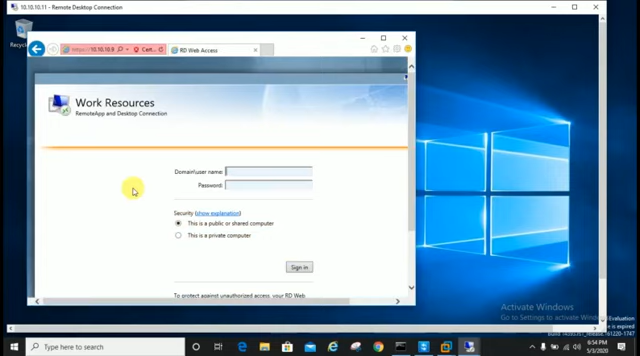 10.10.10.11 - Remote Desktop Connection
Recycl
https://10.10.10.9
Cert...
RD Web Access
Work Resources
RemoteApp and Desktop Connection
Domain\user name:
Password:
Security (show explanation)
This is a public or shared computer
This is a private computer
Sign in
To protect against unauthorized access, your RD Web
Activate Windows
Go to Settings to activate Windows
Evaluation
Type here to search
8:54 PM
5/3/2020